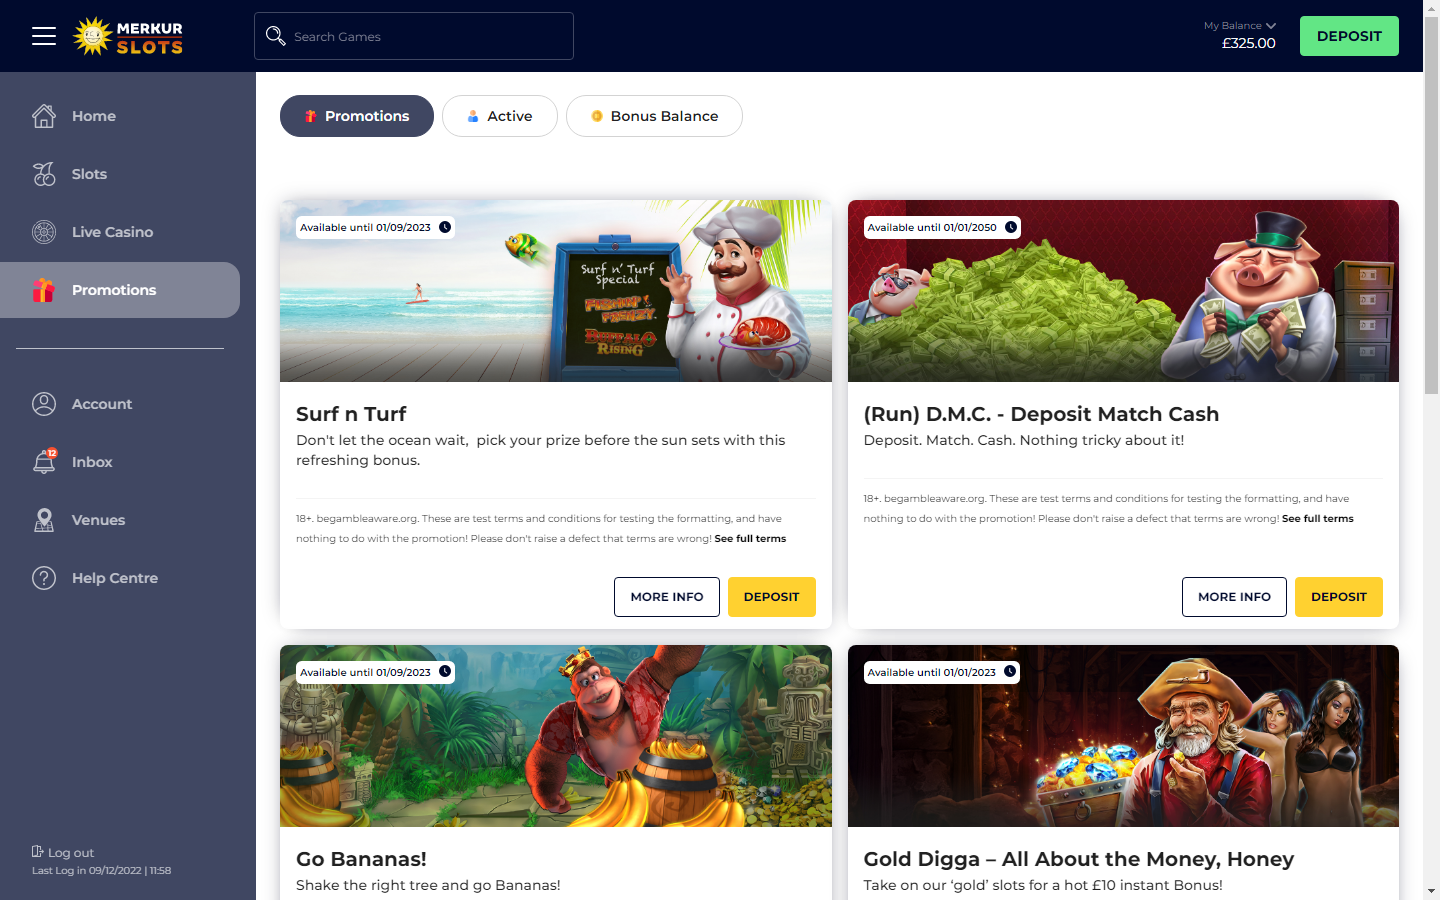 MERKUR
SLOTS
Search Games
My Balance
£325.00
DEPOSIT
Home
Slots
Live Casino
Promotions
Account
12
Inbox
Venues
Help Centre
Log out
Last Log in 09/12/2022 | 11:58
Promotions
Active
Bonus Balance
Available until 01/09/2023
Surf n' Turf
Special
FISHIN'
FRENZY
BUFFALO
RISING
Surf n Turf
Don't let the ocean wait,  pick your prize before the sun sets with this
refreshing bonus.
18+. begambleaware.org. These are test terms and conditions for testing the formatting, and have
nothing to do with the promotion! Please don't raise a defect that terms are wrong! See full terms
MORE INFO
DEPOSIT
Available until 01/01/2050
(Run) D.M.C. - Deposit Match Cash
Deposit. Match. Cash. Nothing tricky about it!
18+. begambleaware.org. These are test terms and conditions for testing the formatting, and have
nothing to do with the promotion! Please don't raise a defect that terms are wrong! See full terms
MORE INFO
DEPOSIT
Available until 01/09/2023
Go Bananas!
Shake the right tree and go Bananas!
Available until 01/01/2023
Gold Digga – All About the Money, Honey
Take on our ‘gold’ slots for a hot £10 instant Bonus!